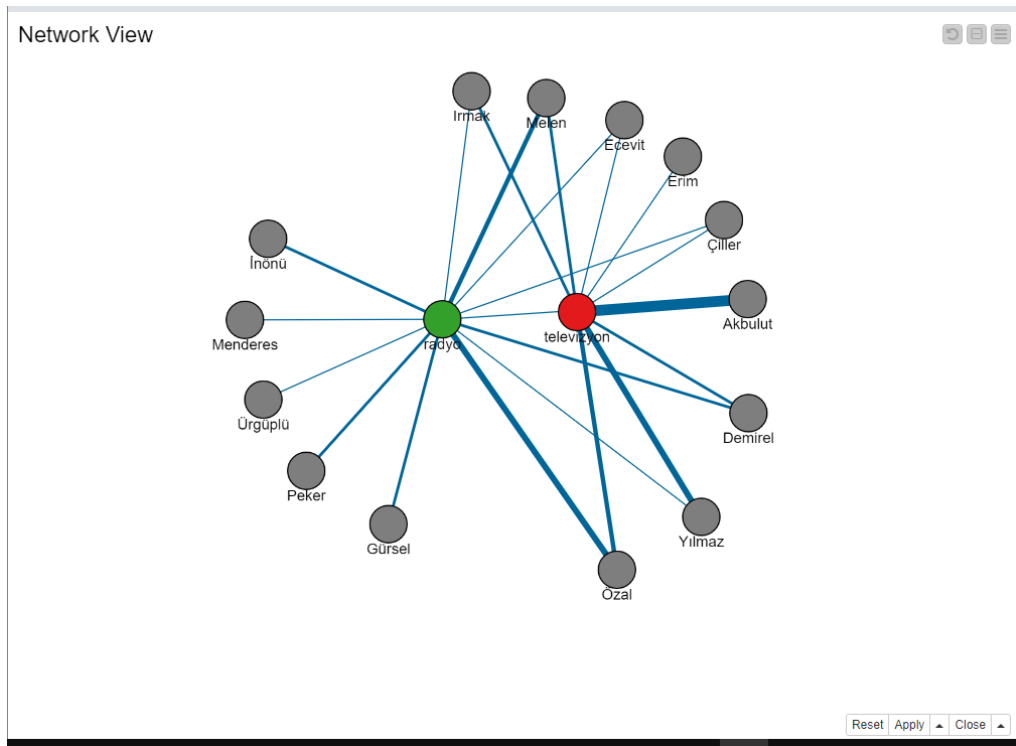 Network View
Irmak
Melen
Ecevit
Erim
Çiller
İnönü
Akbulut
Menderes
radyo
televizyon
Ürgüplü
Demirel
Peker
Gürsel
Yılmaz
Özal
Reset Apply Close